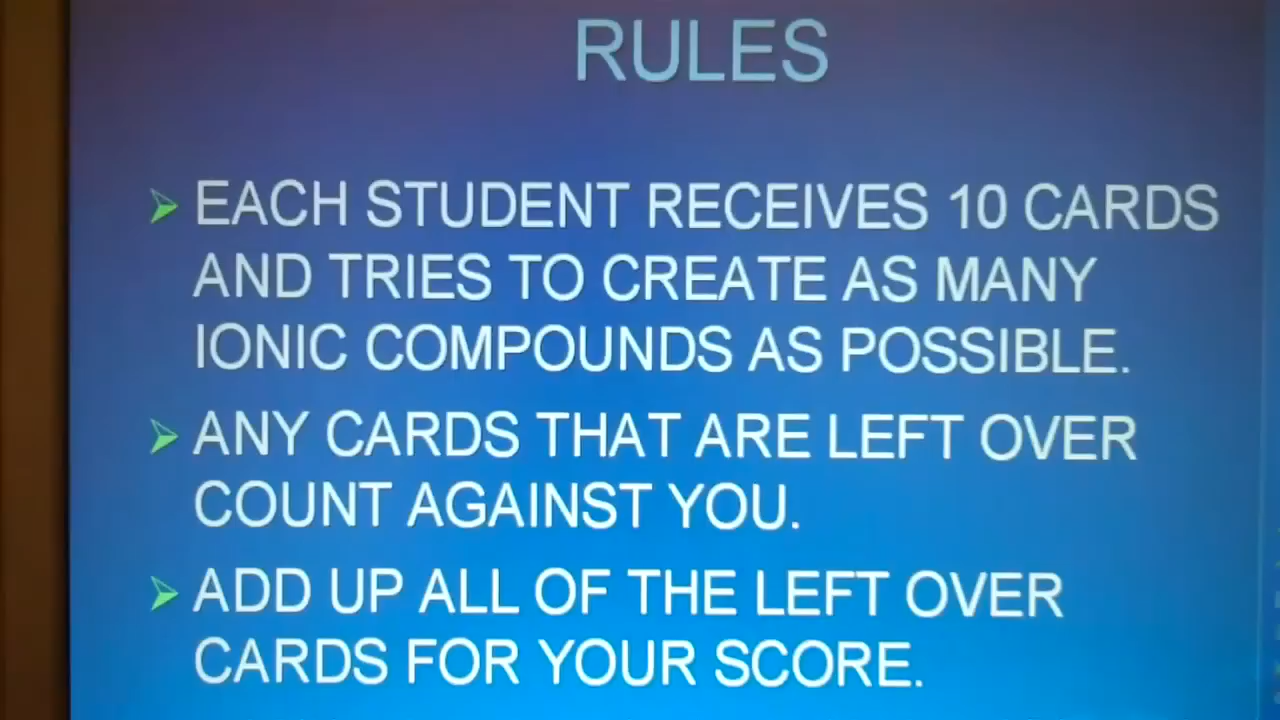 RULES
EACH STUDENT RECEIVES 10 CARDS
AND TRIES TO CREATE AS MANY
IONIC COMPOUNDS AS POSSIBLE.
ANY CARDS THAT ARE LEFT OVER
COUNT AGAINST YOU.
ADD UP ALL OF THE LEFT OVER
CARDS FOR YOUR SCORE.